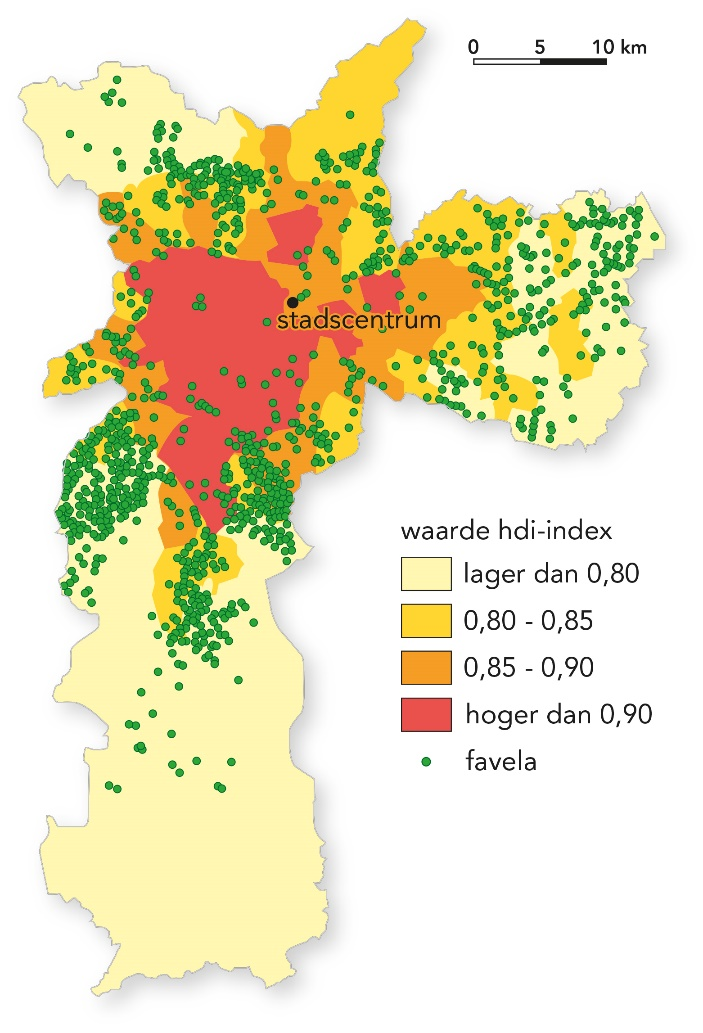 0 5 10 km
stadscentrum
waarde hdi-index
lager dan 0,80
0,80 - 0,85
0,85 - 0,90
hoger dan 0,90
favela